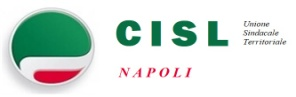 CISL
Unione
Sindacale
Territoriale
NAPOLI